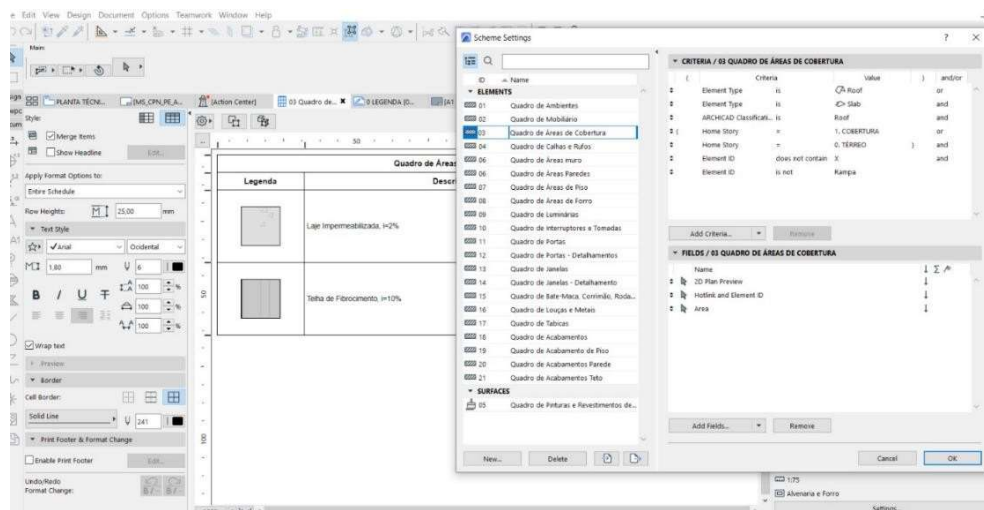 e Edit View Design Document Options Teamwork Window Help
Main:
PLANTA TÉCNI...
[MS_CPN_PE_A...
[Action Center]
03 Quadro de...
0 LEGENDA [0...
[A1
Style:
Merge Items
Show Headline
Edit...
Apply Format Options to:
Entire Schedule
Row Heights:
25,00
mm
Text Style
Arial
Ocidental
1,80
mm
6
100
%
B I U T
100
%
100
%
Wrap text
Preview
Border
Cell Border:
Solid Line
241
Print Footer & Format Change
Enable Print Footer
Edit...
Undo/Redo
Format Change:
50
50
100
Quadro de Áreas
Legenda
Descr
Laje Impermeabilizada, i=2%
Telha de Fibrocimento, i=10%
Scheme Settings
?
ID
Name
ELEMENTS
01 Quadro de Ambientes
02 Quadro de Mobiliário
03 Quadro de Áreas de Cobertura
04 Quadro de Calhas e Rufos
06 Quadro de Áreas muro
06 Quadro de Áreas Paredes
07 Quadro de Áreas de Piso
08 Quadro de Áreas de Forro
09 Quadro de Luminárias
10 Quadro de Interruptores e Tomadas
11 Quadro de Portas
12 Quadro de Portas - Detalhamentos
13 Quadro de Janelas
14 Quadro de Janelas - Detalhamento
15 Quadro de Bate-Maca, Corrimão, Roda...
16 Quadro de Louças e Metais
17 Quadro de Tabicas
18 Quadro de Acabamentos
19 Quadro de Acabamento de Piso
20 Quadro de Acabamentos Parede
21 Quadro de Acabamentos Teto
SURFACES
05 Quadro de Pinturas e Revestimentos de...
New...
Delete
CRITERIA / 03 QUADRO DE ÁREAS DE COBERTURA
( Criteria Value ) and/or
Element Type is Roof or
Element Type is Slab and
ARCHICAD Classificati... is Roof and
( Home Story = 1. COBERTURA or
Home Story = 0. TÉRREO ) and
Element ID does not contain X and
Element ID is not Rampa
Add Criteria...
Remove
FIELDS / 03 QUADRO DE ÁREAS DE COBERTURA
Name
2D Plan Preview
Hotlink and Element ID
Area
Add Fields...
Remove
Cancel
OK
1:75
Alvenaria e Forro
Settings